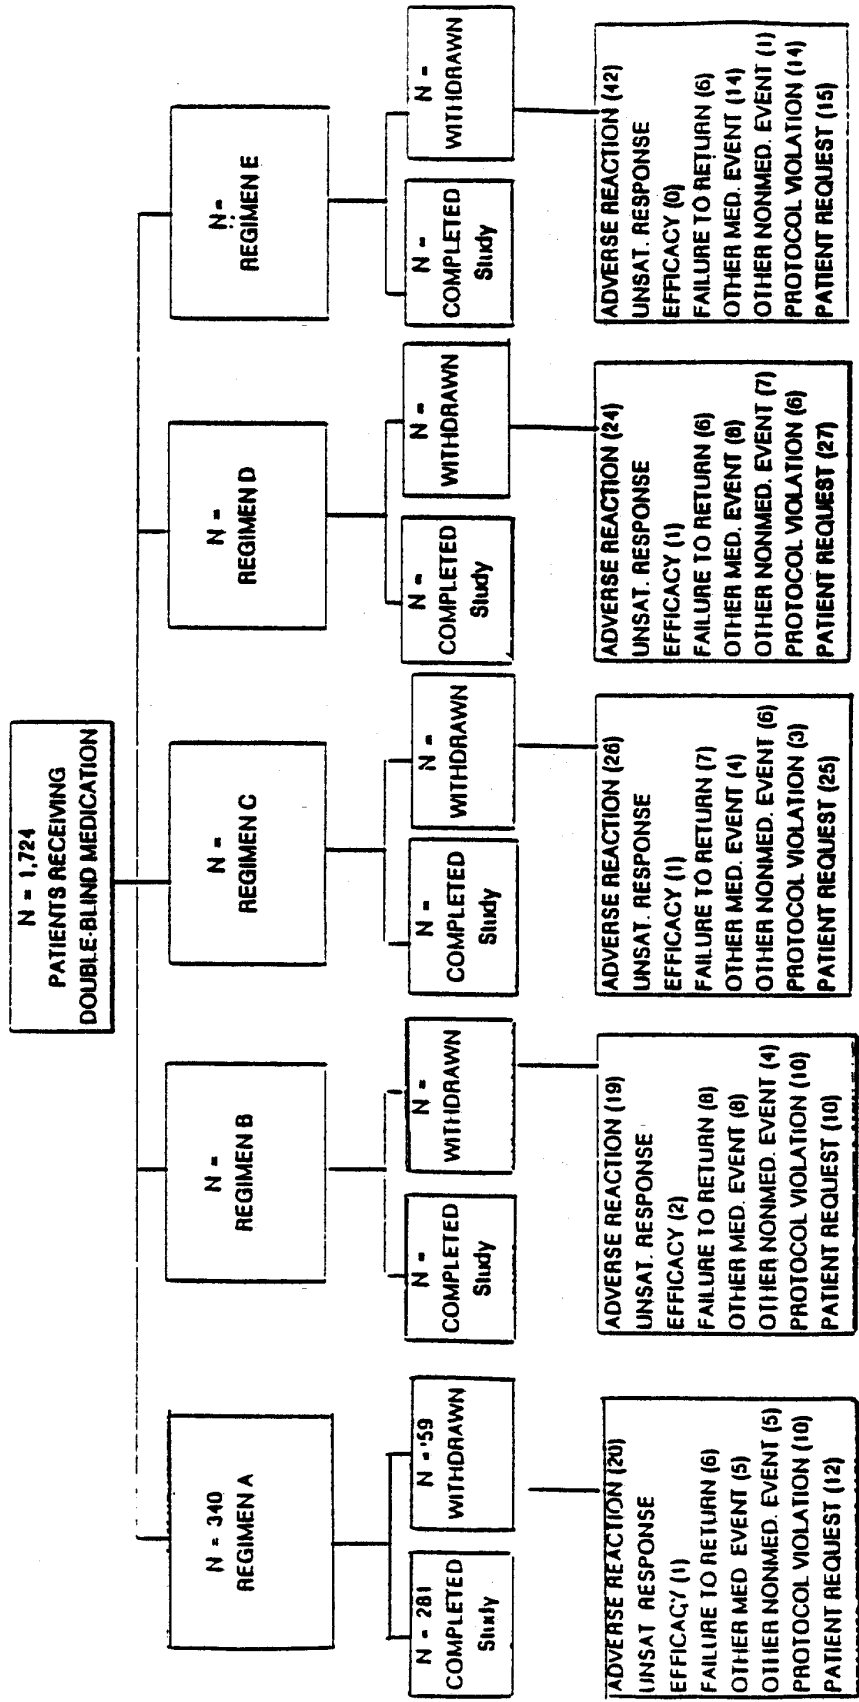 N = 1,724
PATIENTS RECEIVING
DOUBLE-BLIND MEDICATION
N = 340
REGIMEN A
N =
REGIMEN B
N =
REGIMEN C
N =
REGIMEN D
N =
REGIMEN E
N = 281
COMPLETED
Study
N = 59
WITHDRAWN
N =
COMPLETED
Study
N =
WITHDRAWN
N =
COMPLETED
Study
N =
WITHDRAWN
N =
COMPLETED
Study
N =
WITHDRAWN
N =
COMPLETED
Study
N =
WITHDRAWN
ADVERSE REACTION (20)
UNSAT RESPONSE
EFFICACY (1)
FAILURE TO RETURN (6)
OTHER MED EVENT (5)
OTHER NONMED. EVENT (5)
PROTOCOL VIOLATION (10)
PATIENT REQUEST (12)
ADVERSE REACTION (19)
UNSAT. RESPONSE
EFFICACY (2)
FAILURE TO RETURN (8)
OTHER MED. EVENT (8)
OTHER NONMED. EVENT (4)
PROTOCOL VIOLATION (10)
PATIENT REQUEST (10)
ADVERSE REACTION (26)
UNSAT. RESPONSE
EFFICACY (1)
FAILURE TO RETURN (7)
OTHER MED. EVENT (4)
OTHER NONMED. EVENT (6)
PROTOCOL VIOLATION (3)
PATIENT REQUEST (25)
ADVERSE REACTION (24)
UNSAT. RESPONSE
EFFICACY (1)
FAILURE TO RETURN (6)
OTHER MED. EVENT (8)
OTHER NONMED. EVENT (7)
PROTOCOL VIOLATION (6)
PATIENT REQUEST (27)
ADVERSE REACTION (42)
UNSAT. RESPONSE
EFFICACY (0)
FAILURE TO RETURN (6)
OTHER MED. EVENT (14)
OTHER NONMED. EVENT (1)
PROTOCOL VIOLATION (14)
PATIENT REQUEST (15)